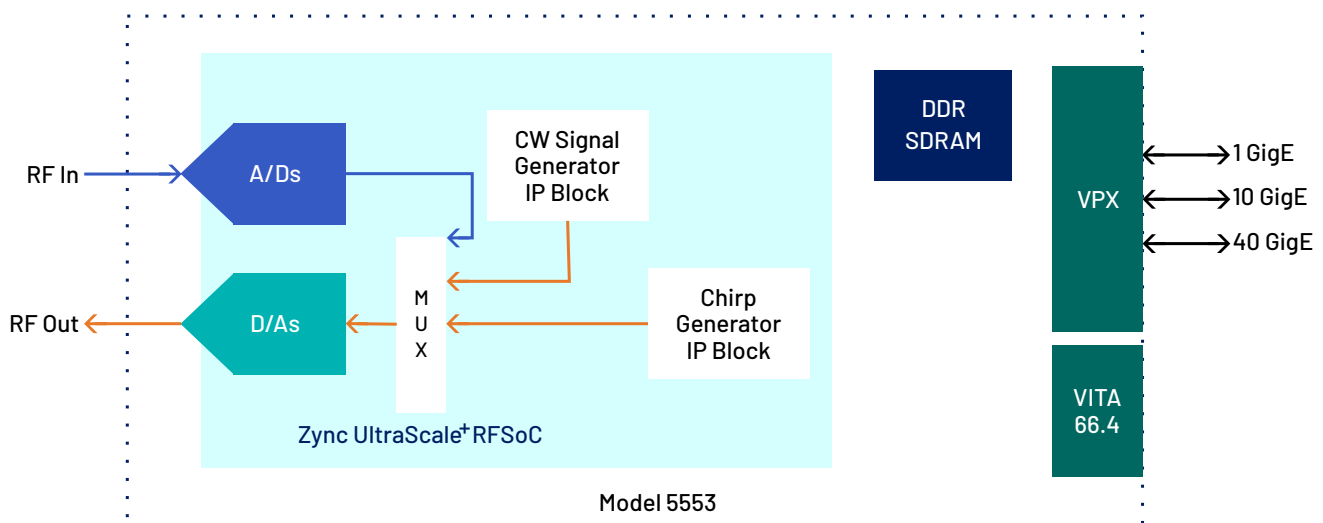 RF In
A/Ds
CW Signal
Generator
IP Block
DDR
SDRAM
VPX
1 GigE
10 GigE
40 GigE
RF Out
D/As
M
U
X
Chirp
Generator
IP Block
VITA
66.4
Zync UltraScale+ RFSoC
Model 5553